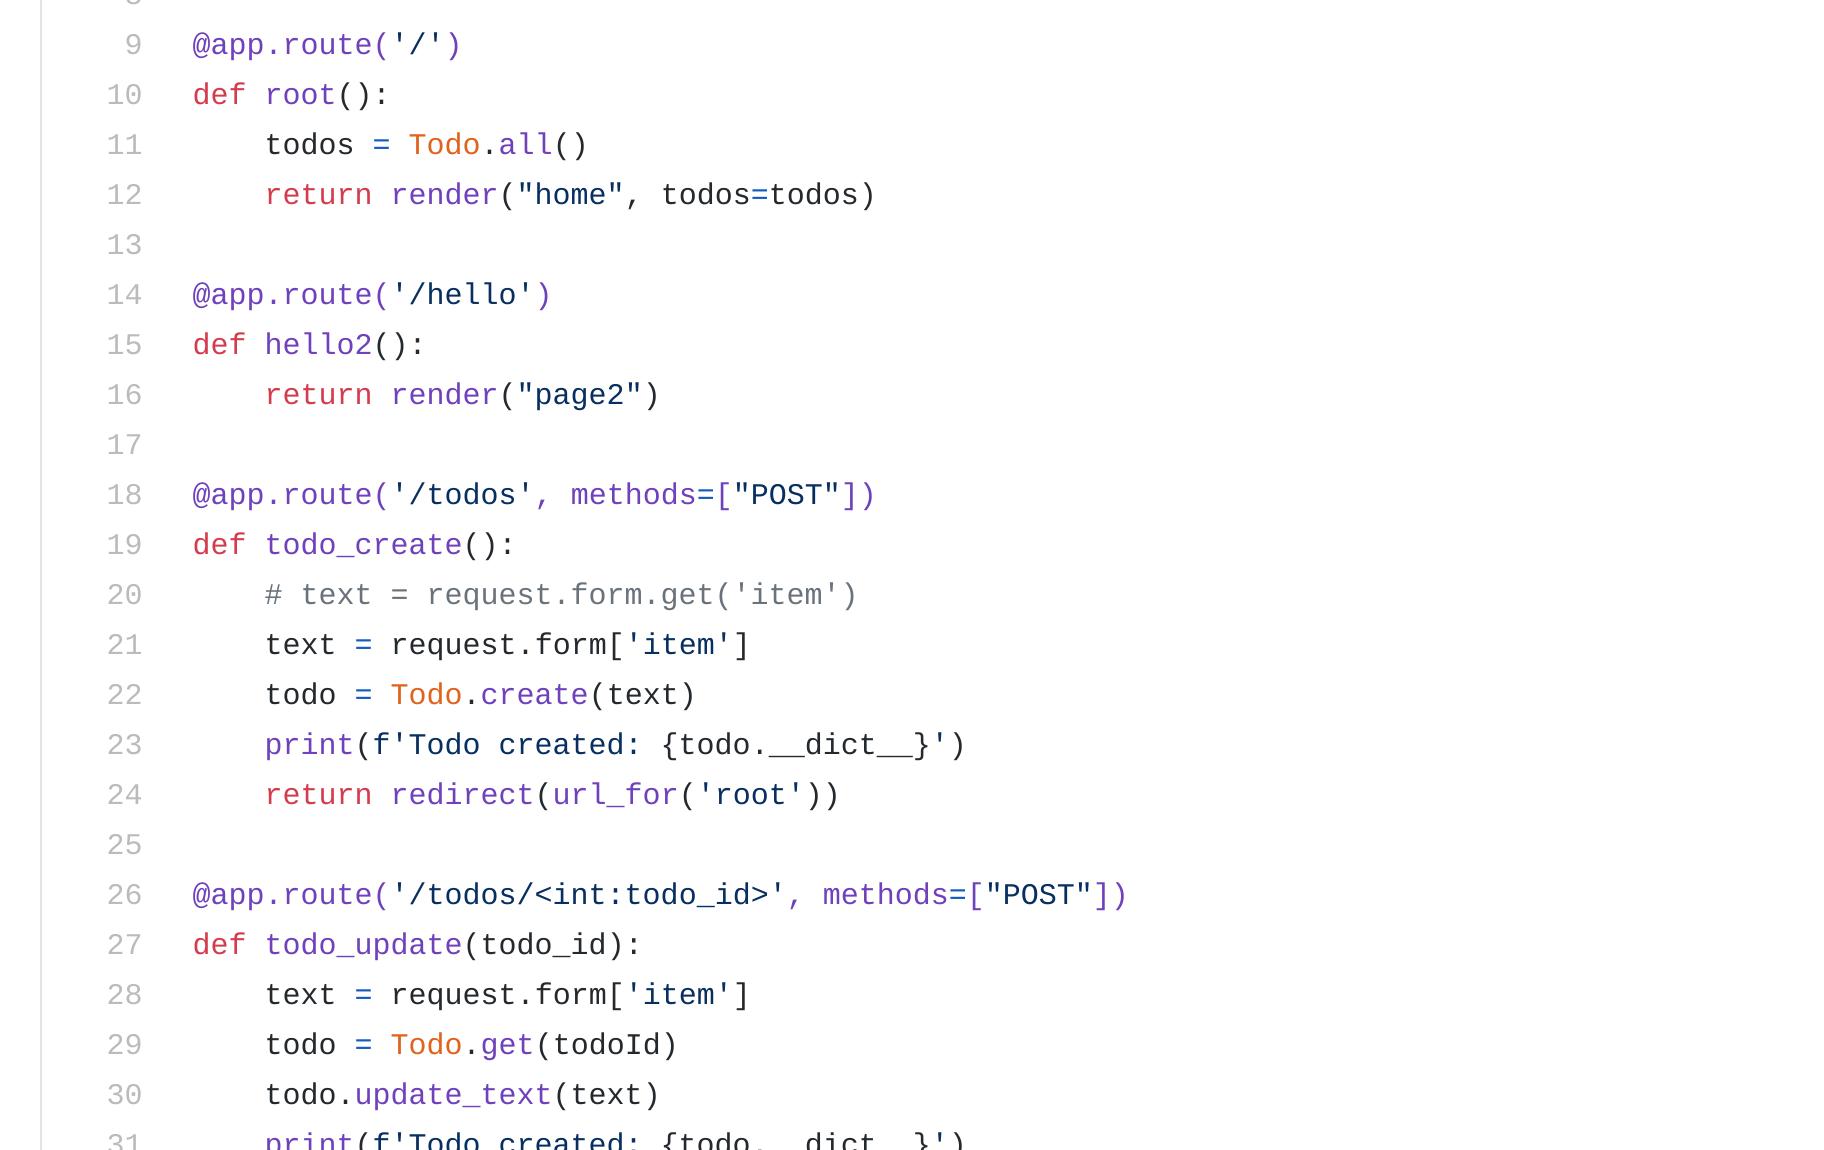 9 @app.route('/')
10 def root():
11     todos = Todo.all()
12     return render("home", todos=todos)
13
14 @app.route('/hello')
15 def hello2():
16     return render("page2")
17
18 @app.route('/todos', methods=["POST"])
19 def todo_create():
20     # text = request.form.get('item')
21     text = request.form['item']
22     todo = Todo.create(text)
23     print(f'Todo created: {todo.__dict__}')
24     return redirect(url_for('root'))
25
26 @app.route('/todos/<int:todo_id>', methods=["POST"])
27 def todo_update(todo_id):
28     text = request.form['item']
29     todo = Todo.get(todoId)
30     todo.update_text(text)
31     print(f'Todo created: {todo.__dict__}')